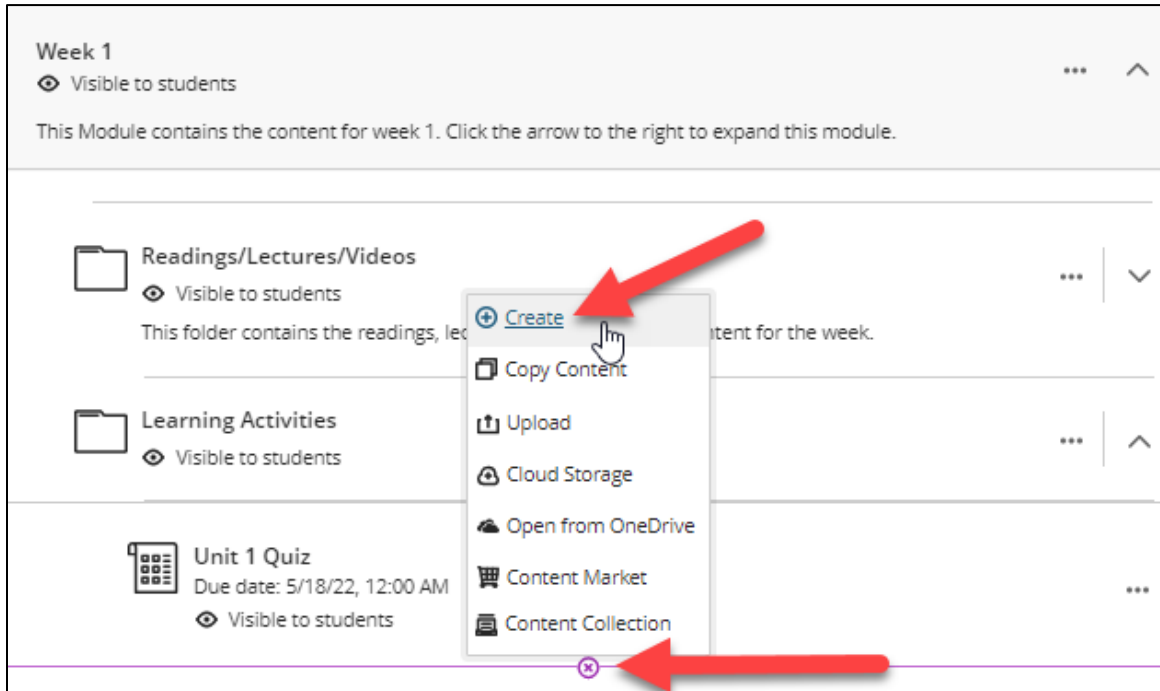 Week 1
Visible to students
This Module contains the content for week 1. Click the arrow to the right to expand this module.
Readings/Lectures/Videos
Visible to students
This folder contains the readings, tent for the week.
Create
Copy Content
Upload
Cloud Storage
Open from OneDrive
Content Market
Content Collection
Learning Activities
Visible to students
Unit 1 Quiz
Due date: 5/18/22, 12:00 AM
Visible to students